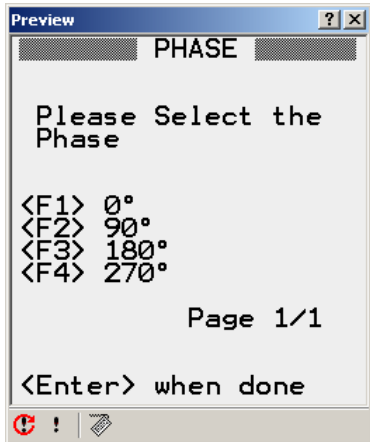 Preview
PHASE
Please Select the
Phase
<F1> 0°
<F2> 90°
<F3> 180°
<F4> 270°
Page 1/1
<Enter> when done